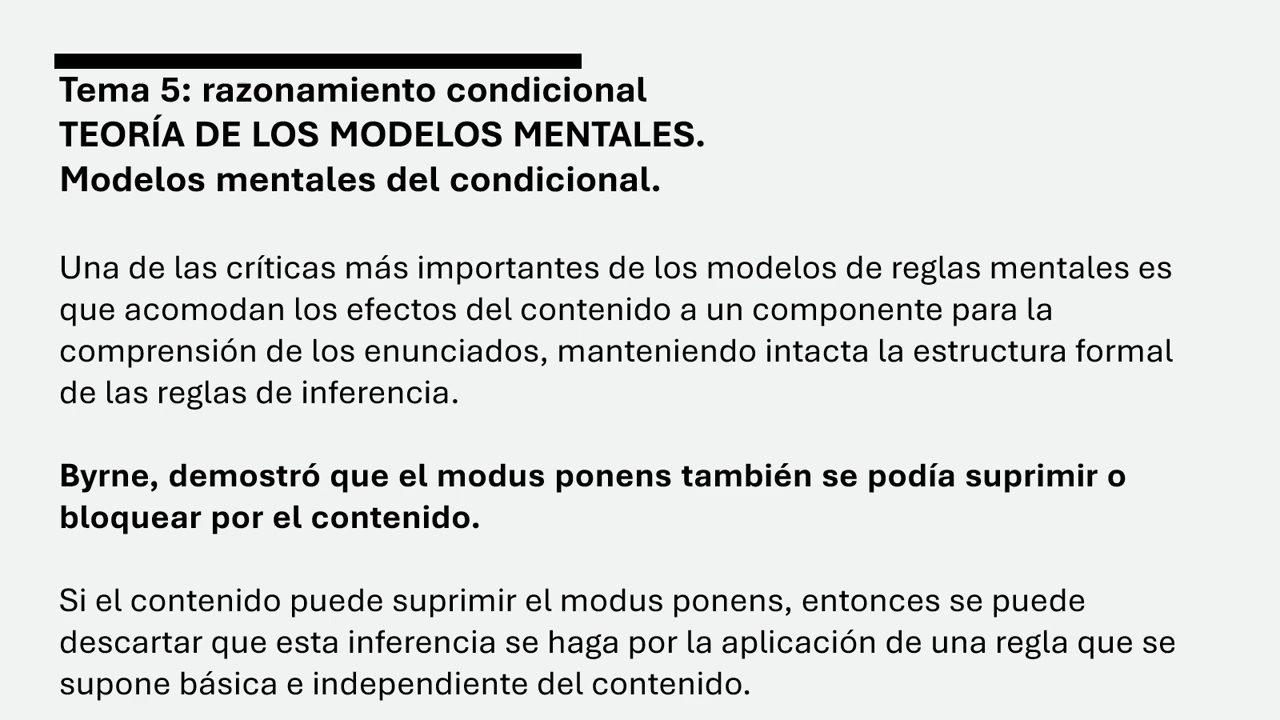 Tema 5: razonamiento condicional
TEORÍA DE LOS MODELOS MENTALES.
Modelos mentales del condicional.
Una de las críticas más importantes de los modelos de reglas mentales es
que acomodan los efectos del contenido a un componente para la
comprensión de los enunciados, manteniendo intacta la estructura formal
de las reglas de inferencia.
Byrne, demostró que el modus ponens también se podía suprimir o
bloquear por el contenido.
Si el contenido puede suprimir el modus ponens, entonces se puede
descartar que esta inferencia se haga por la aplicación de una regla que se
supone básica e independiente del contenido.